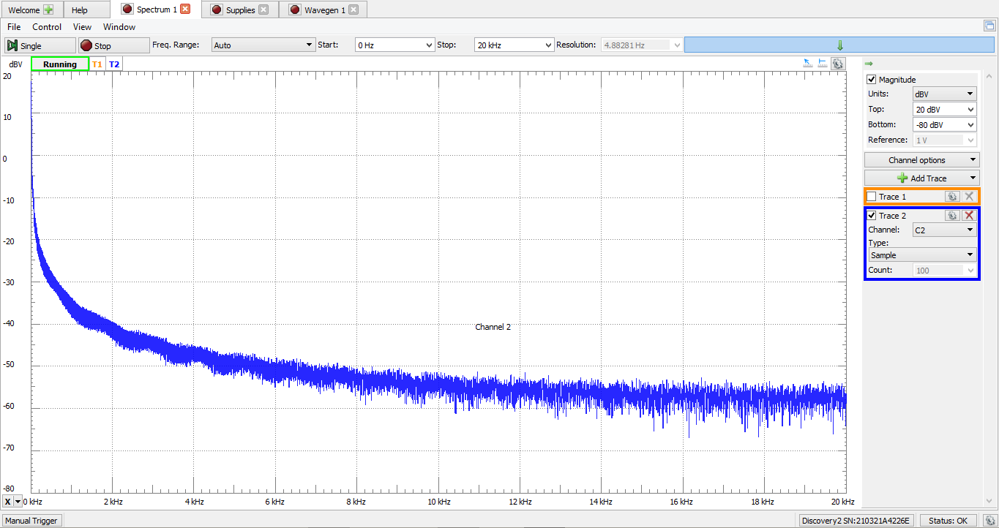 Welcome Help Spectrum 1 Supplies Wavegen 1
File Control View Window
Single Stop Freq. Range: Auto Start: 0 Hz Stop: 20 kHz Resolution: 4.88281 Hz
dBV Running T1 T2
20
10
0
-10
-20
-30
-40
-50
-60
-70
-80
Channel 2
X 0 kHz 2 kHz 4 kHz 6 kHz 8 kHz 10 kHz 12 kHz 14 kHz 16 kHz 18 kHz 20 kHz
Magnitude
Units: dBV
Top: 20 dBV
Bottom: -80 dBV
Reference: 1 V
Channel options
Add Trace
Trace 1
Trace 2
Channel: C2
Type:
Sample
Count: 100
Manual Trigger Discovery2 SN:210321A4226E Status: OK